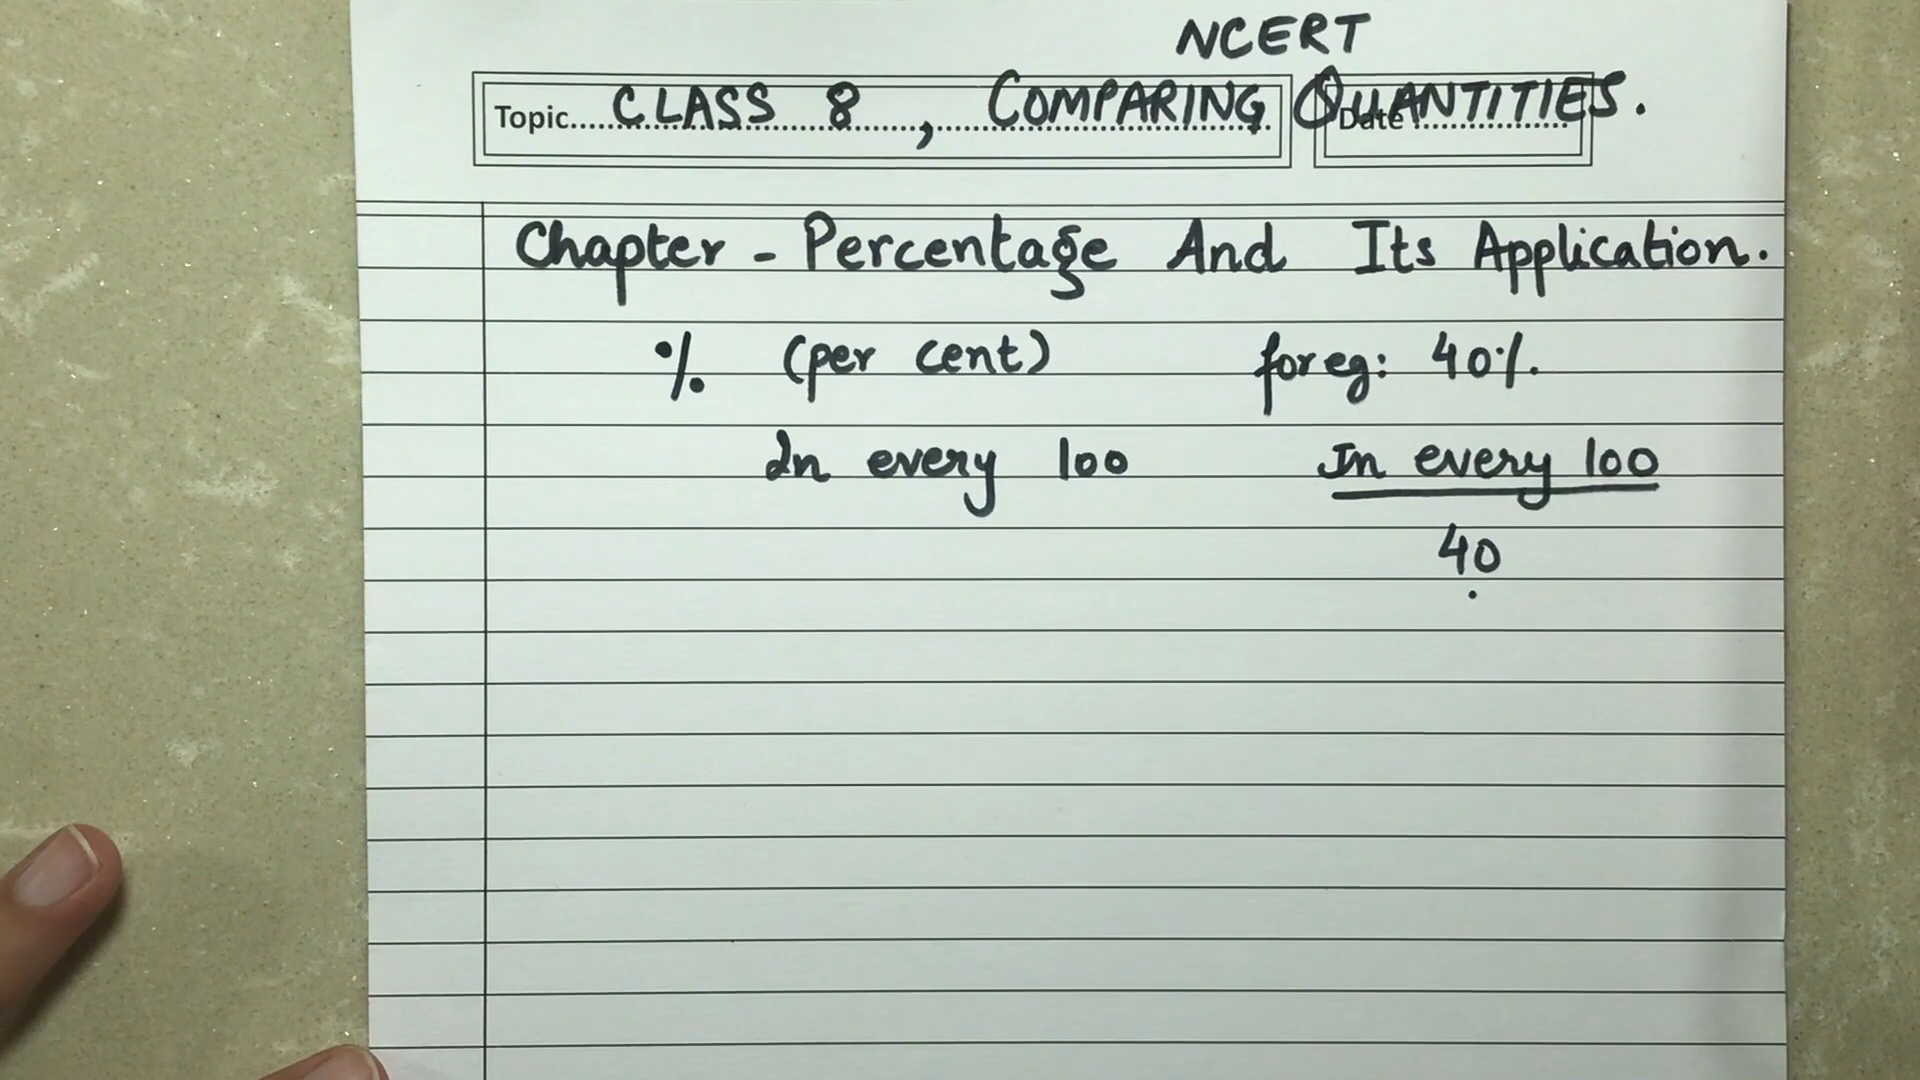 NCERT
Topic.....CLASS 8, COMPARING QUANTITIES.
Date
Chapter - Percentage And Its Application.
% (per cent) for eg: 40%.
In every 100 In every 100
40